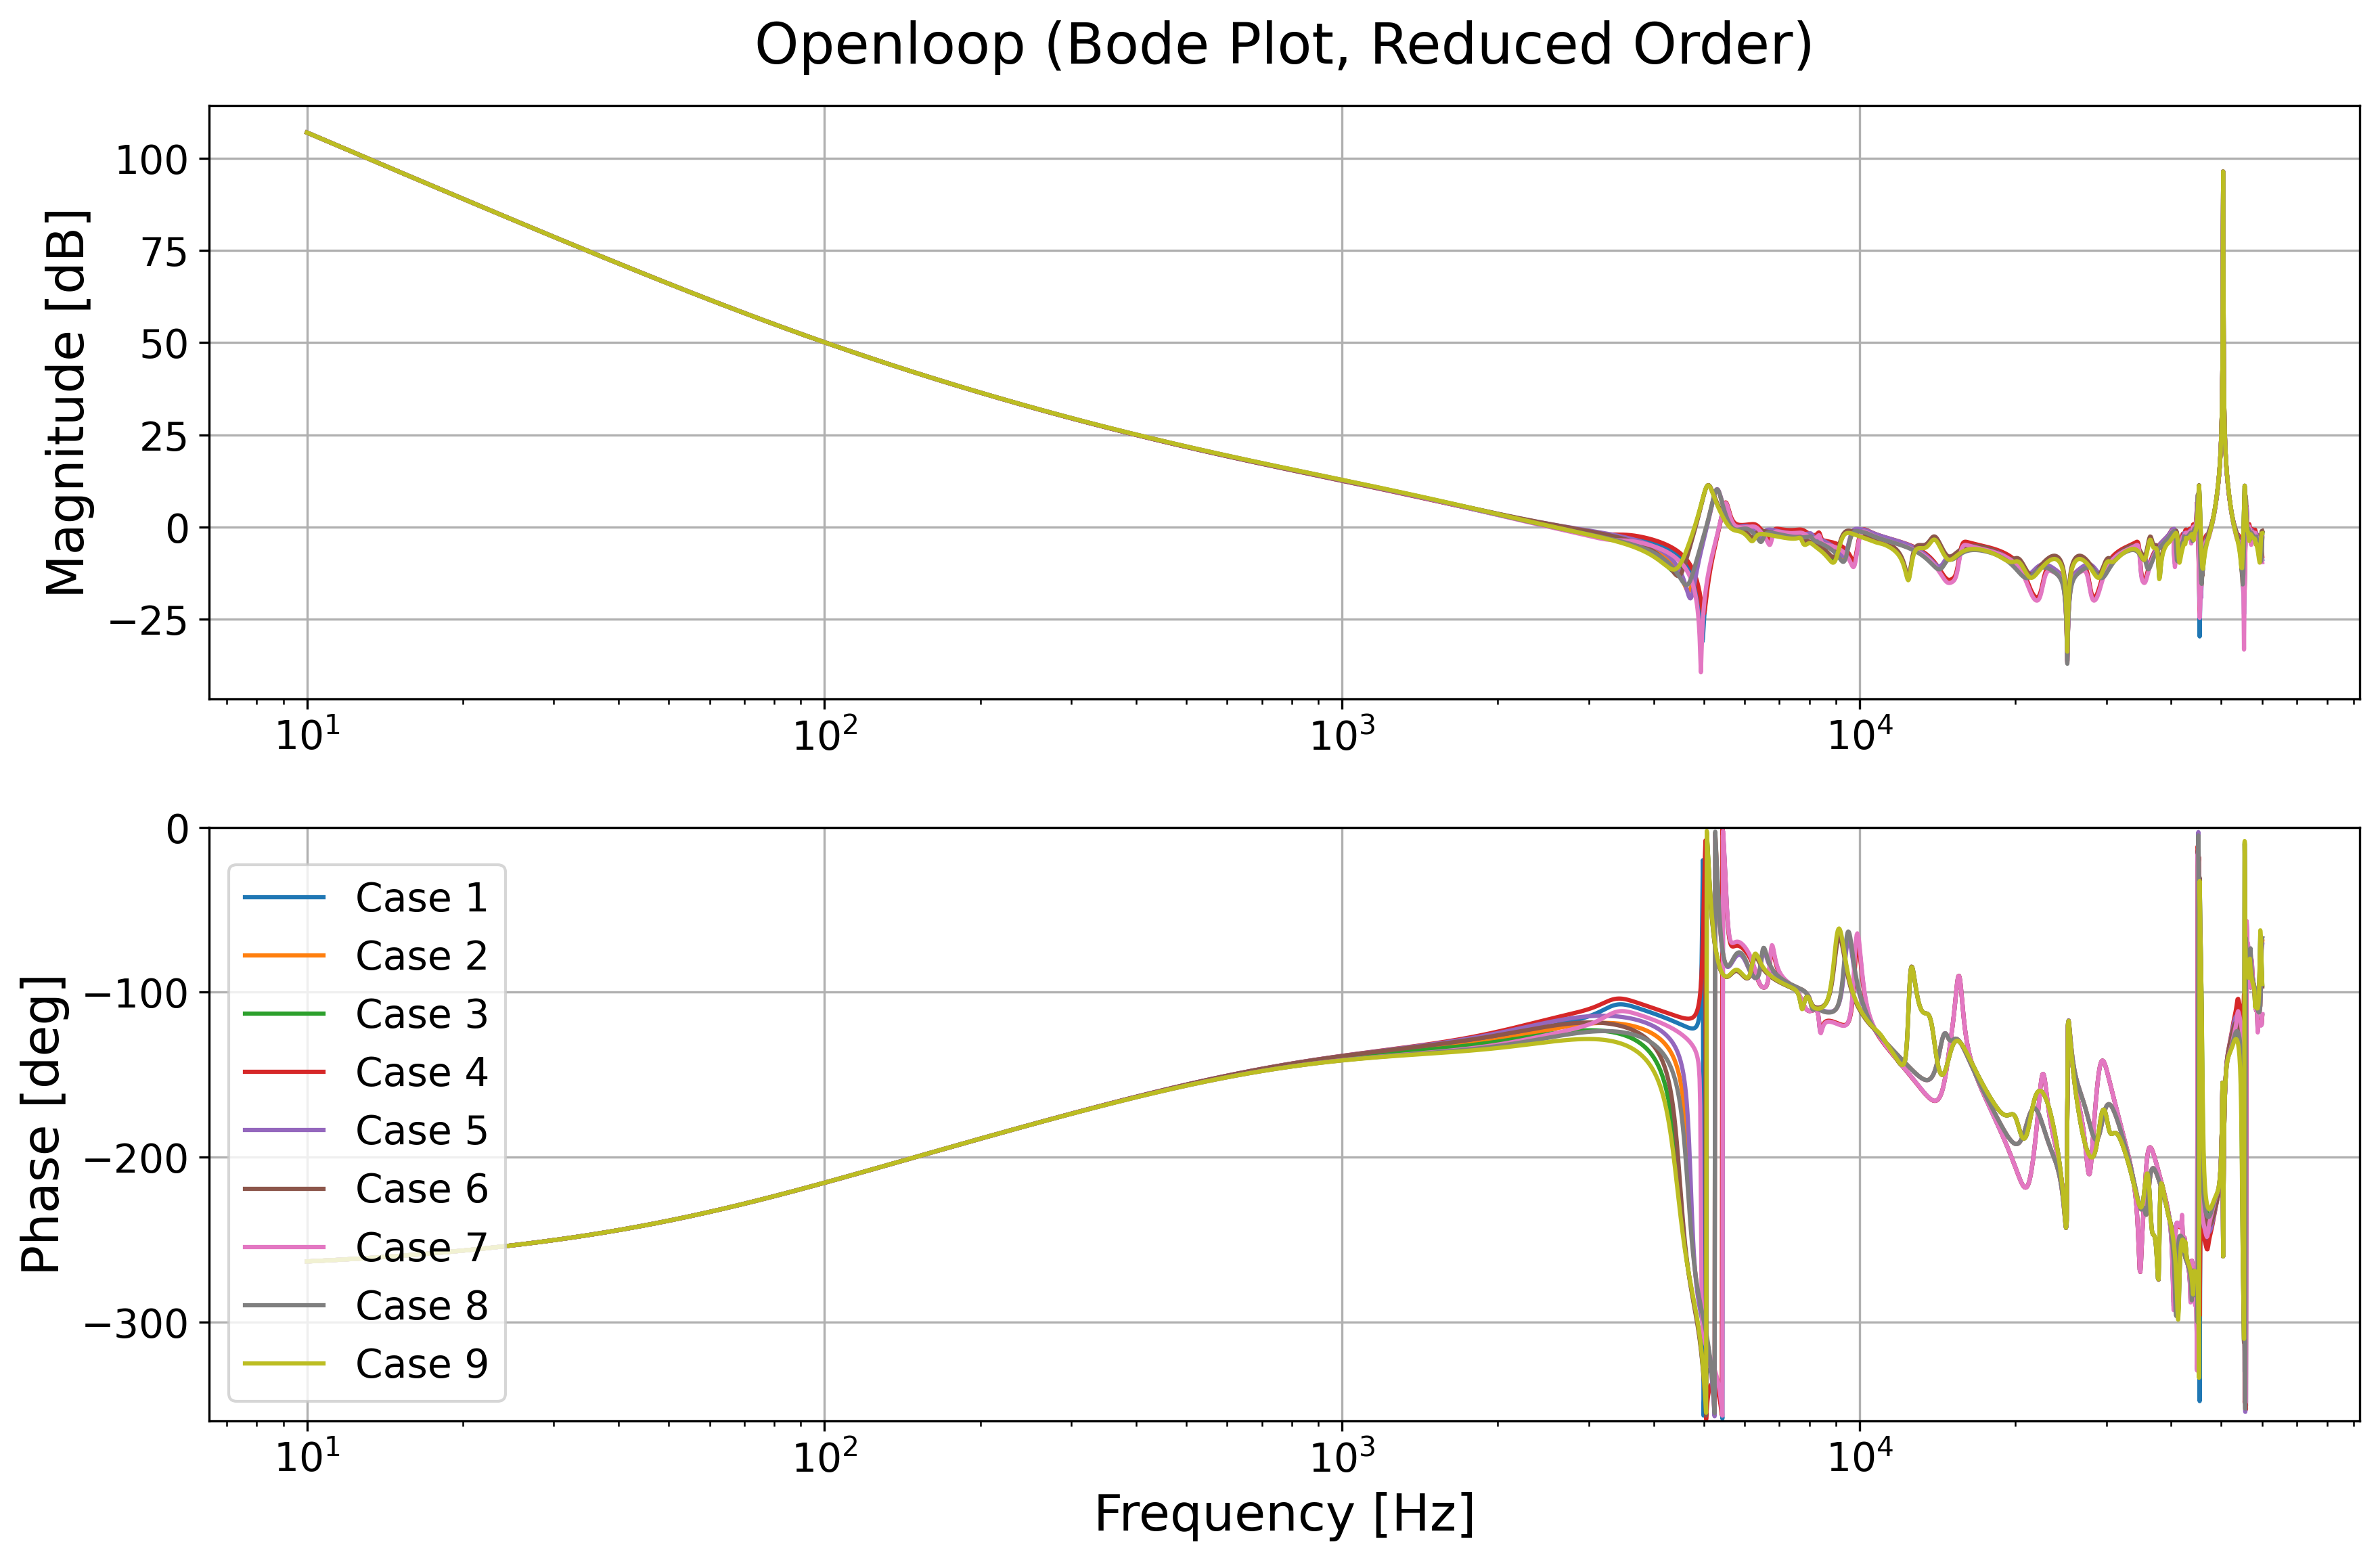 Openloop (Bode Plot, Reduced Order)
Magnitude [dB]
100
75
50
25
0
−25
10¹ 10² 10³ 10⁴
Phase [deg]
0
−100
−200
−300
Case 1
Case 2
Case 3
Case 4
Case 5
Case 6
Case 7
Case 8
Case 9
10¹ 10² 10³ 10⁴
Frequency [Hz]